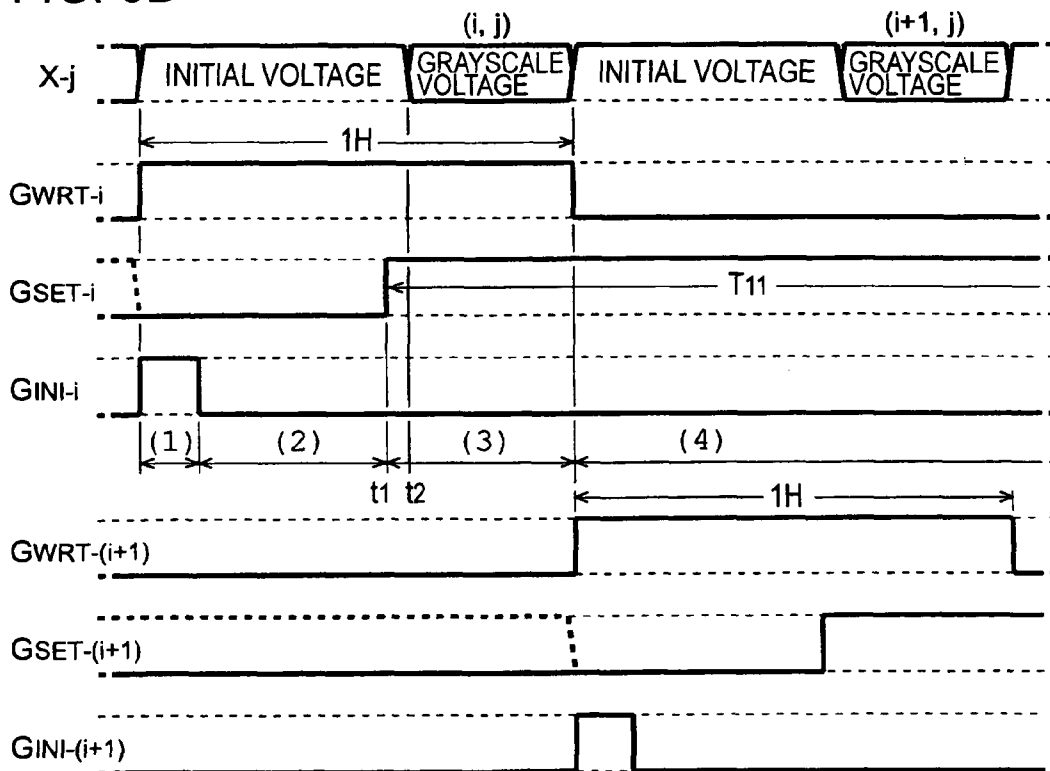 (i, j) (i+1, j)
X-j INITIAL VOLTAGE GRAYSCALE VOLTAGE INITIAL VOLTAGE GRAYSCALE VOLTAGE
1H
GWRT-i
GSET-i T11
GINI-i
(1) (2) (3) (4)
t1 t2
1H
GWRT-(i+1)
GSET-(i+1)
GINI-(i+1)